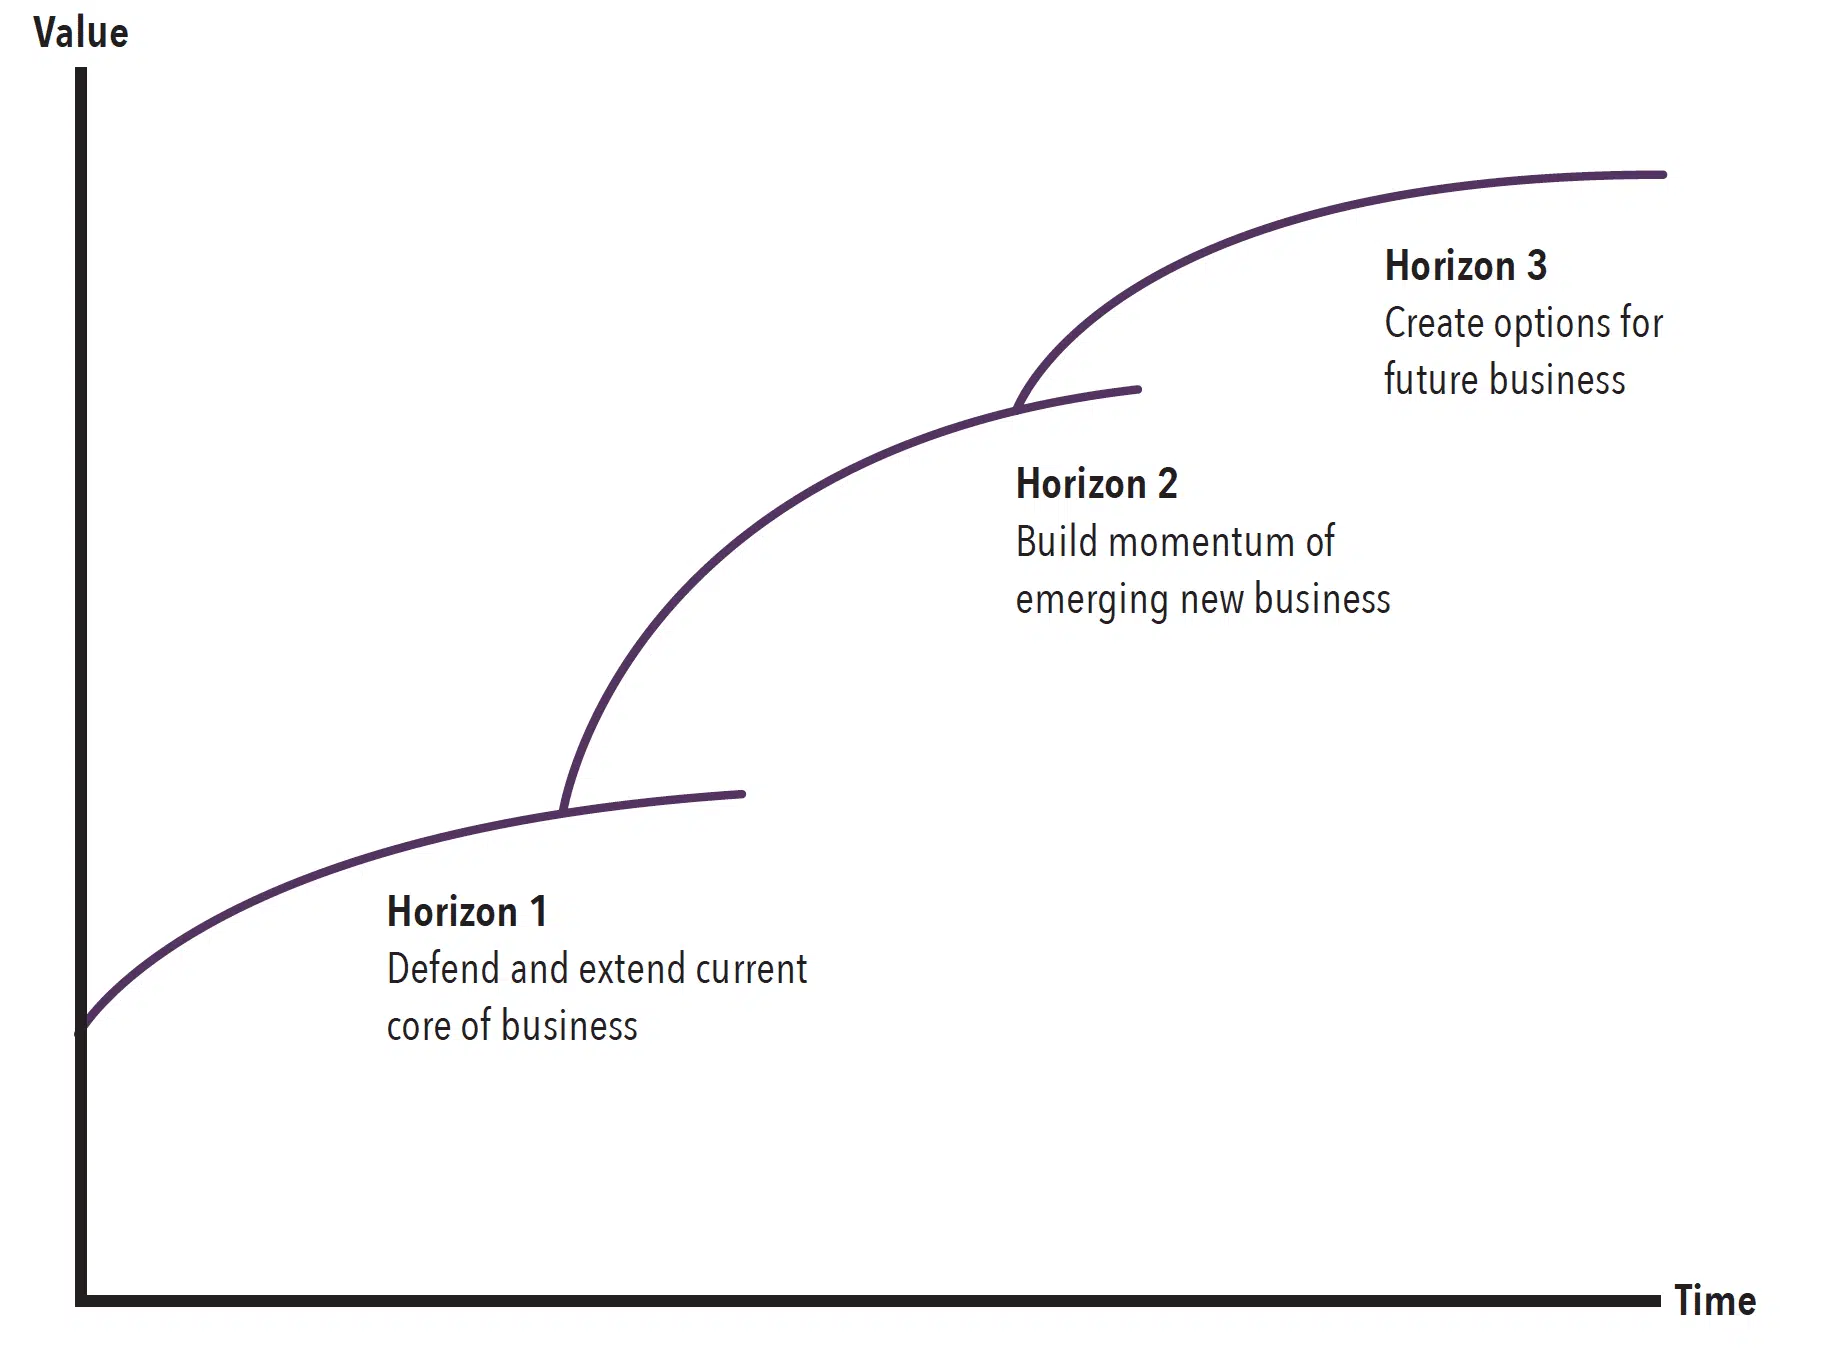 Value
Horizon 3
Create options for
future business
Horizon 2
Build momentum of
emerging new business
Horizon 1
Defend and extend current
core of business
Time